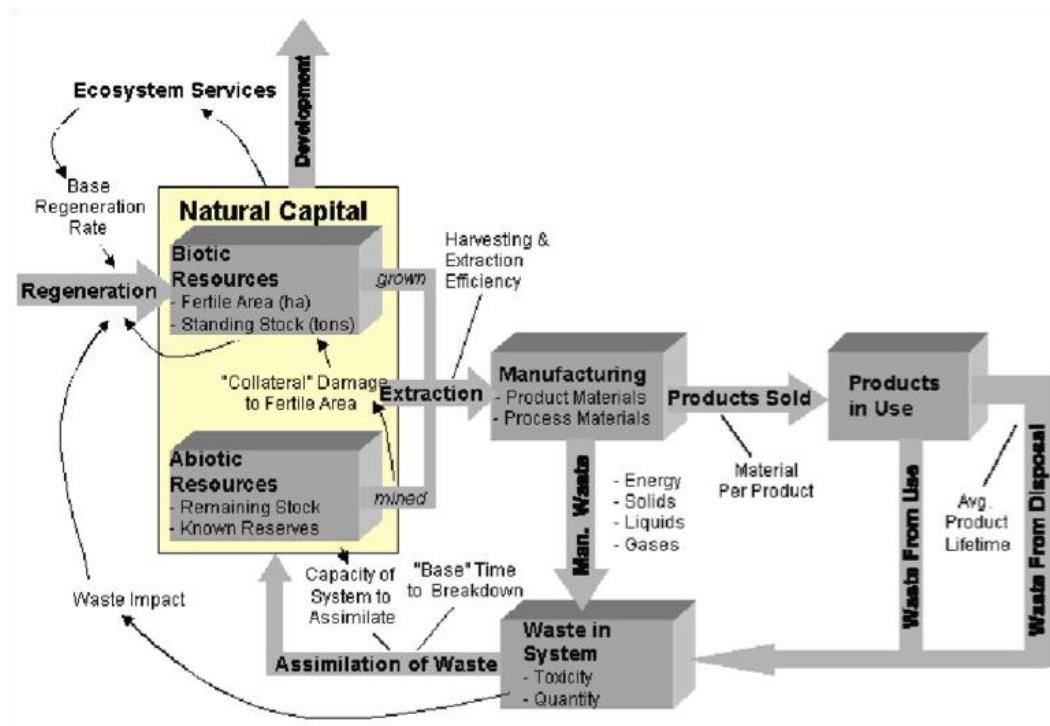 Development
Ecosystem Services
Base
Regeneration
Rate
Natural Capital
Biotic
Resources
- Fertile Area (ha)
- Standing Stock (tons)
grown
Harvesting &
Extraction
Efficiency
Regeneration
"Collateral" Damage
to Fertile Area
Extraction
Manufacturing
- Product Materials
- Process Materials
Products Sold
Products
in Use
Abiotic
Resources
- Remaining Stock
- Known Reserves
mined
Man. Waste
- Energy
- Solids
- Liquids
- Gases
Material
Per Product
Waste From Use
Avg.
Product
Lifetime
Waste From Disposal
Waste Impact
Capacity of
System to
Assimilate
"Base" Time
to Breakdown
Assimilation of Waste
Waste in
System
- Toxicity
- Quantity